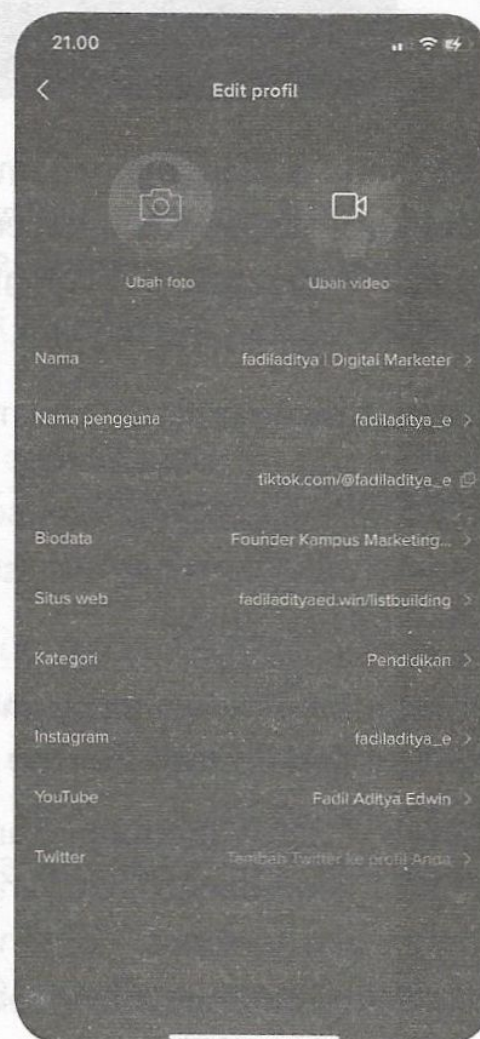 21.00
Edit profil
Ubah foto Ubah video
Nama fadiladitya | Digital Marketer
Nama pengguna fadiladitya_e
tiktok.com/@fadiladitya_e
Biodata Founder Kampus Marketing...
Situs web fadiladityaed.win/listbuilding
Kategori Pendidikan
Instagram fadiladitya_e
YouTube Fadil Aditya Edwin
Twitter Tambah Twitter ke profil Anda